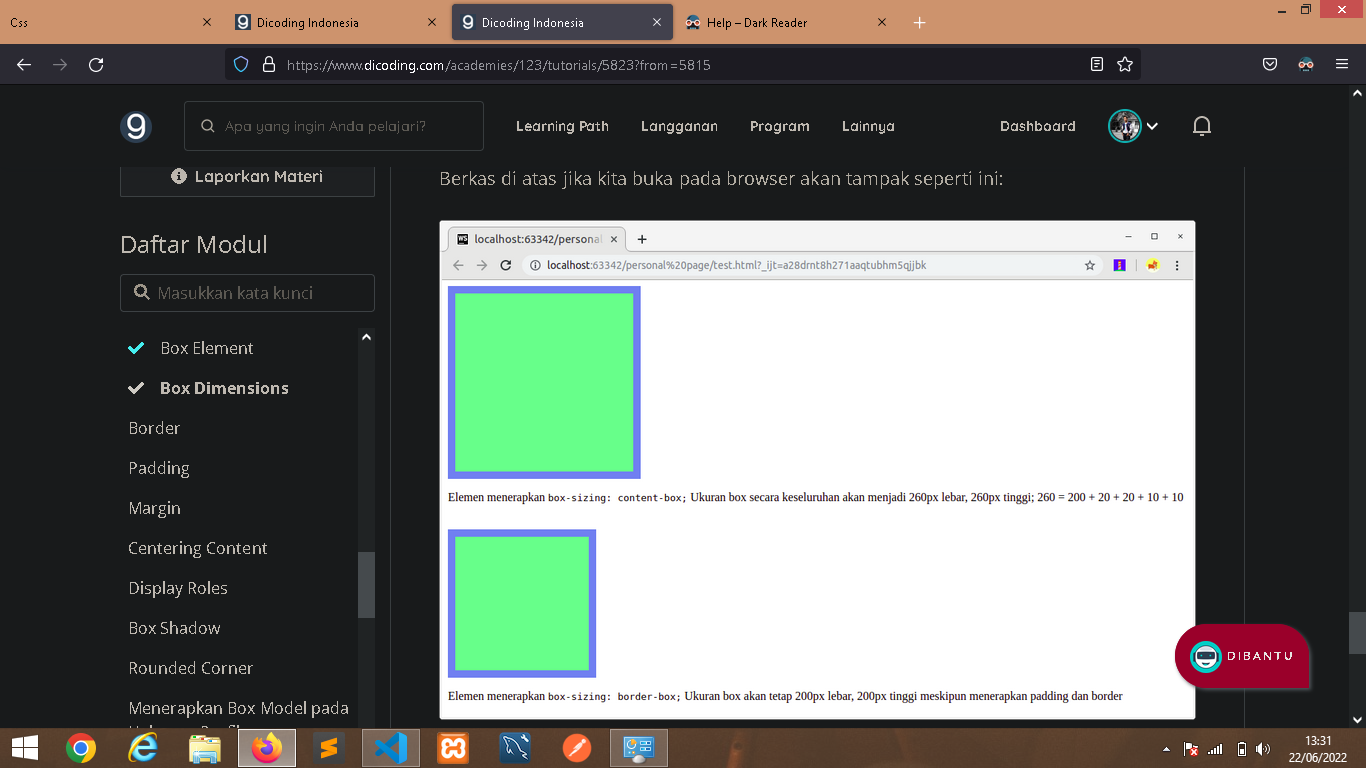 Css
Dicoding Indonesia
Dicoding Indonesia
Help – Dark Reader
https://www.dicoding.com/academies/123/tutorials/5823?from=5815
Apa yang ingin Anda pelajari?
Learning Path
Langganan
Program
Lainnya
Dashboard
Laporkan Materi
Daftar Modul
Masukkan kata kunci
Box Element
Box Dimensions
Border
Padding
Margin
Centering Content
Display Roles
Box Shadow
Rounded Corner
Menerapkan Box Model pada
Berkas di atas jika kita buka pada browser akan tampak seperti ini:
localhost:63342/persona
localhost:63342/personal%20page/test.html?_ijt=a28drnt8h271aaqtubhm5qjjbk
Elemen menerapkan box-sizing: content-box; Ukuran box secara keseluruhan akan menjadi 260px lebar, 260px tinggi; 260 = 200 + 20 + 20 + 10 + 10
Elemen menerapkan box-sizing: border-box; Ukuran box akan tetap 200px lebar, 200px tinggi meskipun menerapkan padding dan border
DIBANTU
13:31
22/06/2022